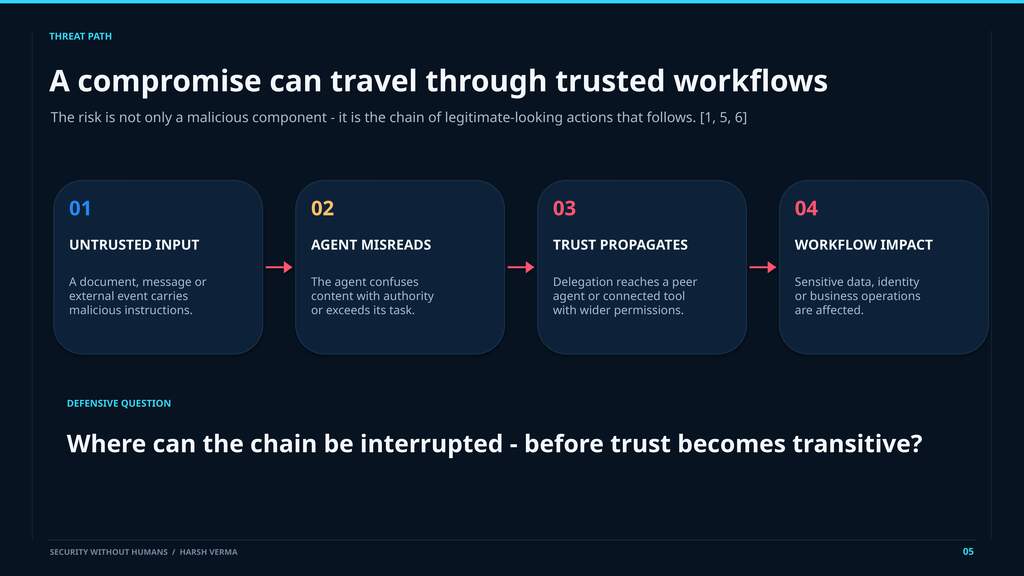 THREAT PATH
A compromise can travel through trusted workflows
The risk is not only a malicious component - it is the chain of legitimate-looking actions that follows. [1, 5, 6]
01
UNTRUSTED INPUT
A document, message or
external event carries
malicious instructions.
02
AGENT MISREADS
The agent confuses
content with authority
or exceeds its task.
03
TRUST PROPAGATES
Delegation reaches a peer
agent or connected tool
with wider permissions.
04
WORKFLOW IMPACT
Sensitive data, identity
or business operations
are affected.
DEFENSIVE QUESTION
Where can the chain be interrupted - before trust becomes transitive?
SECURITY WITHOUT HUMANS / HARSH VERMA
05